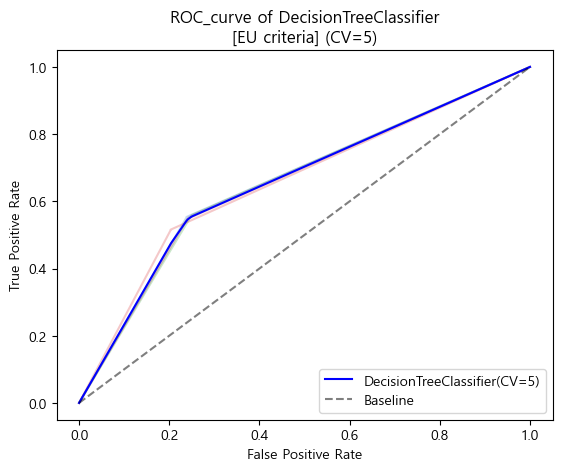 ROC_curve of DecisionTreeClassifier
[EU criteria] (CV=5)
True Positive Rate
1.0
0.8
0.6
0.4
0.2
0.0
DecisionTreeClassifier(CV=5)
Baseline
0.0 0.2 0.4 0.6 0.8 1.0
False Positive Rate